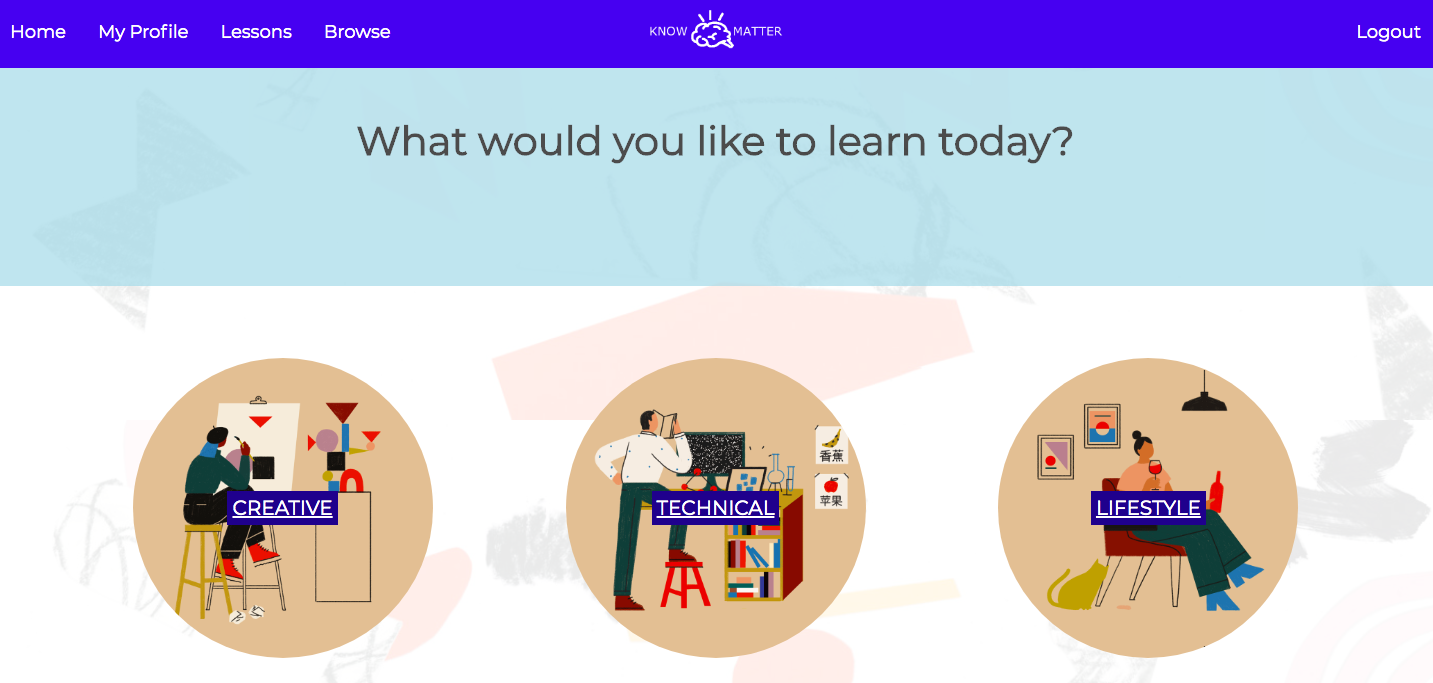 Home My Profile Lessons Browse KNOW MATTER Logout
What would you like to learn today?
香蕉
苹果
CREATIVE TECHNICAL LIFESTYLE